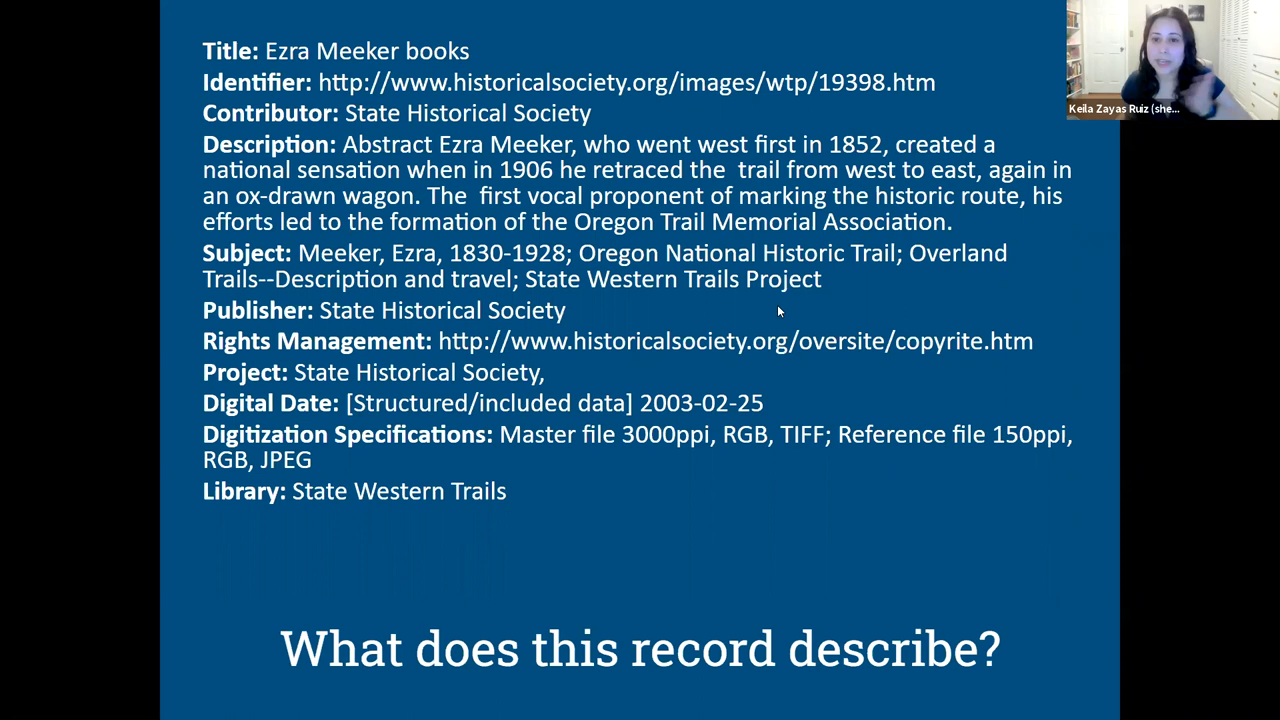 Title: Ezra Meeker books
Identifier: http://www.historicalsociety.org/images/wtp/19398.htm
Contributor: State Historical Society
Description: Abstract Ezra Meeker, who went west first in 1852, created a
national sensation when in 1906 he retraced the  trail from west to east, again in
an ox-drawn wagon. The  first vocal proponent of marking the historic route, his
efforts led to the formation of the Oregon Trail Memorial Association.
Subject: Meeker, Ezra, 1830-1928; Oregon National Historic Trail; Overland
Trails--Description and travel; State Western Trails Project
Publisher: State Historical Society
Rights Management: http://www.historicalsociety.org/oversite/copyrite.htm
Project: State Historical Society,
Digital Date: [Structured/included data] 2003-02-25
Digitization Specifications: Master file 3000ppi, RGB, TIFF; Reference file 150ppi,
RGB, JPEG
Library: State Western Trails
What does this record describe?
Keila Zayas Ruiz (she...